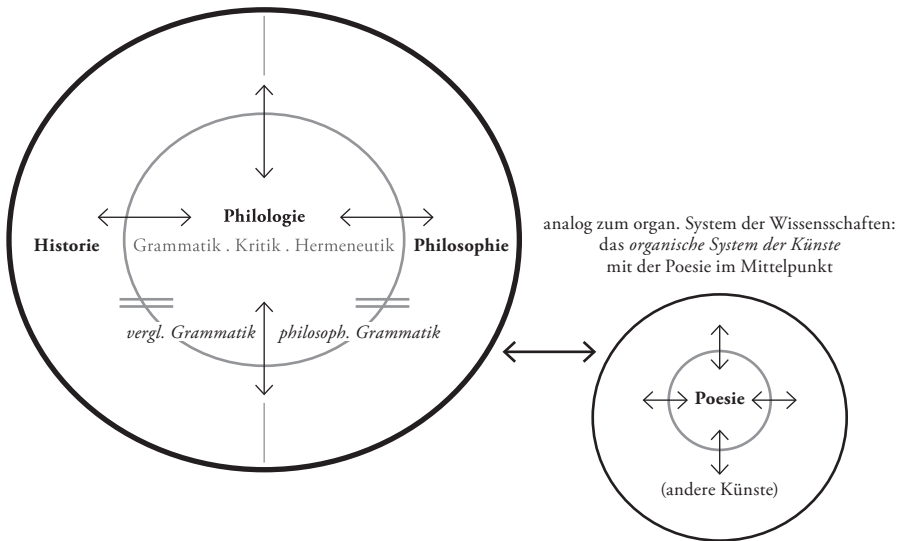 Philologie
Historie Grammatik . Kritik . Hermeneutik Philosophie
vergl. Grammatik philosoph. Grammatik
analog zum organ. System der Wissenschaften:
das organische System der Künste
mit der Poesie im Mittelpunkt
Poesie
(andere Künste)